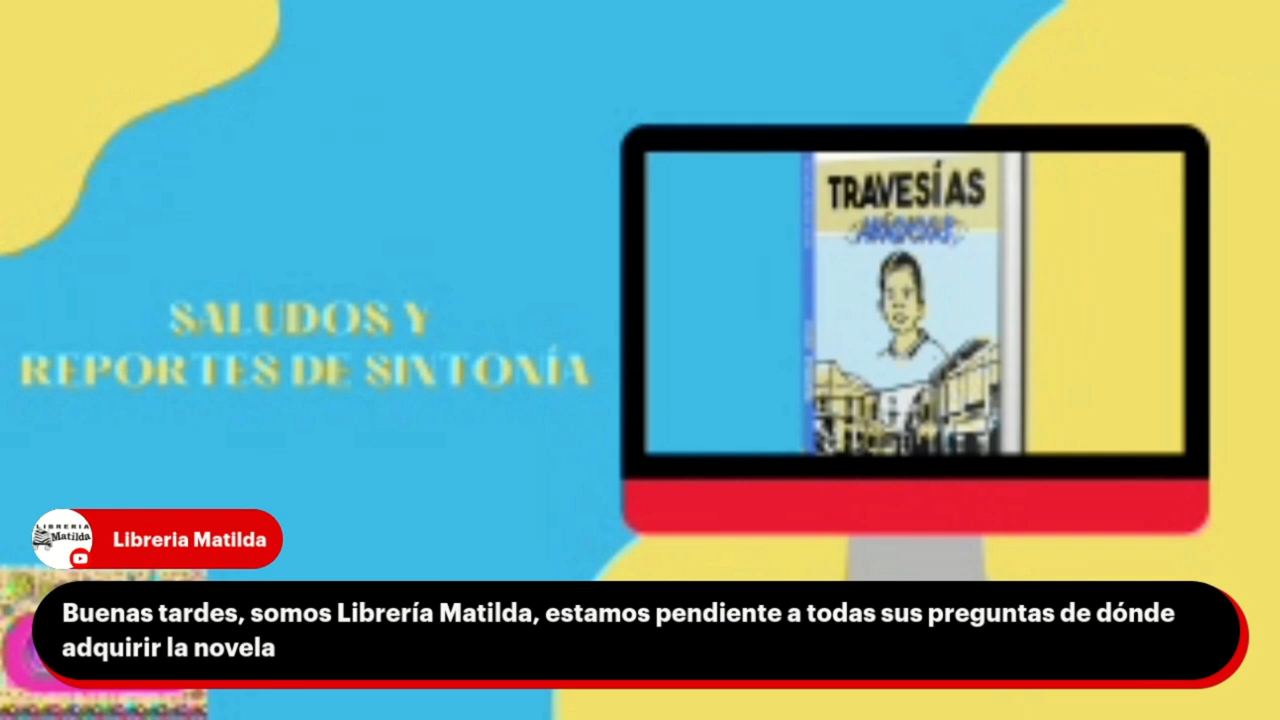 TRAVESÍAS
SALUDOS Y
REPORTES DE SINTONÍA
LIBRERIA
Matilda
Libreria Matilda
Buenas tardes, somos Librería Matilda, estamos pendiente a todas sus preguntas de dónde
adquirir la novela